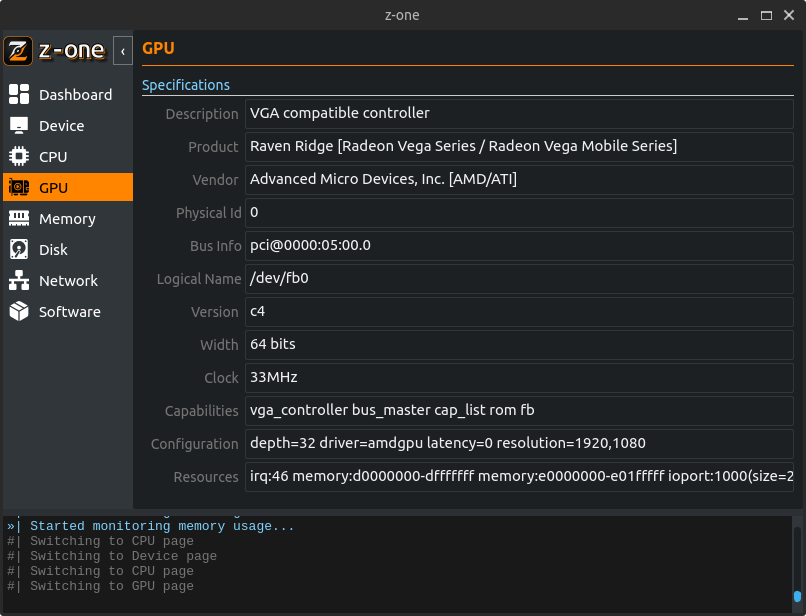 z-one
z-one
‹
GPU
Dashboard
Device
CPU
GPU
Memory
Disk
Network
Software
Specifications
Description VGA compatible controller
Product Raven Ridge [Radeon Vega Series / Radeon Vega Mobile Series]
Vendor Advanced Micro Devices, Inc. [AMD/ATI]
Physical Id 0
Bus Info pci@0000:05:00.0
Logical Name /dev/fb0
Version c4
Width 64 bits
Clock 33MHz
Capabilities vga_controller bus_master cap_list rom fb
Configuration depth=32 driver=amdgpu latency=0 resolution=1920,1080
Resources irq:46 memory:d0000000-dfffffff memory:e0000000-e01fffff ioport:1000(size=2
»| Started monitoring memory usage...
#| Switching to CPU page
#| Switching to Device page
#| Switching to CPU page
#| Switching to GPU page